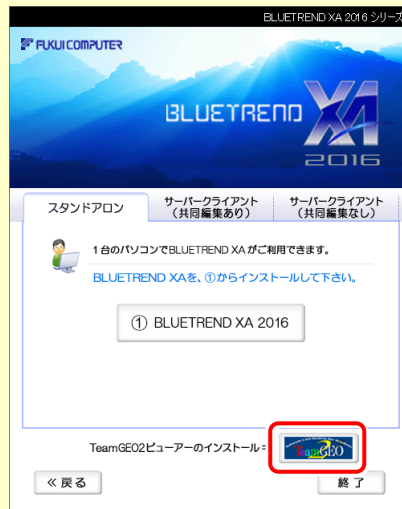 BLUETREND XA 2016 シリーズ
FUKUI COMPUTER
BLUETREND XA
2016
スタンドアロン
サーバークライアント
（共同編集あり）
サーバークライアント
（共同編集なし）
1台のパソコンでBLUETREND XAがご利用できます。
BLUETREND XAを、①からインストールして下さい。
① BLUETREND XA 2016
TeamGEO2ビューアーのインストール＝
TeamGEO
≪戻る
終了